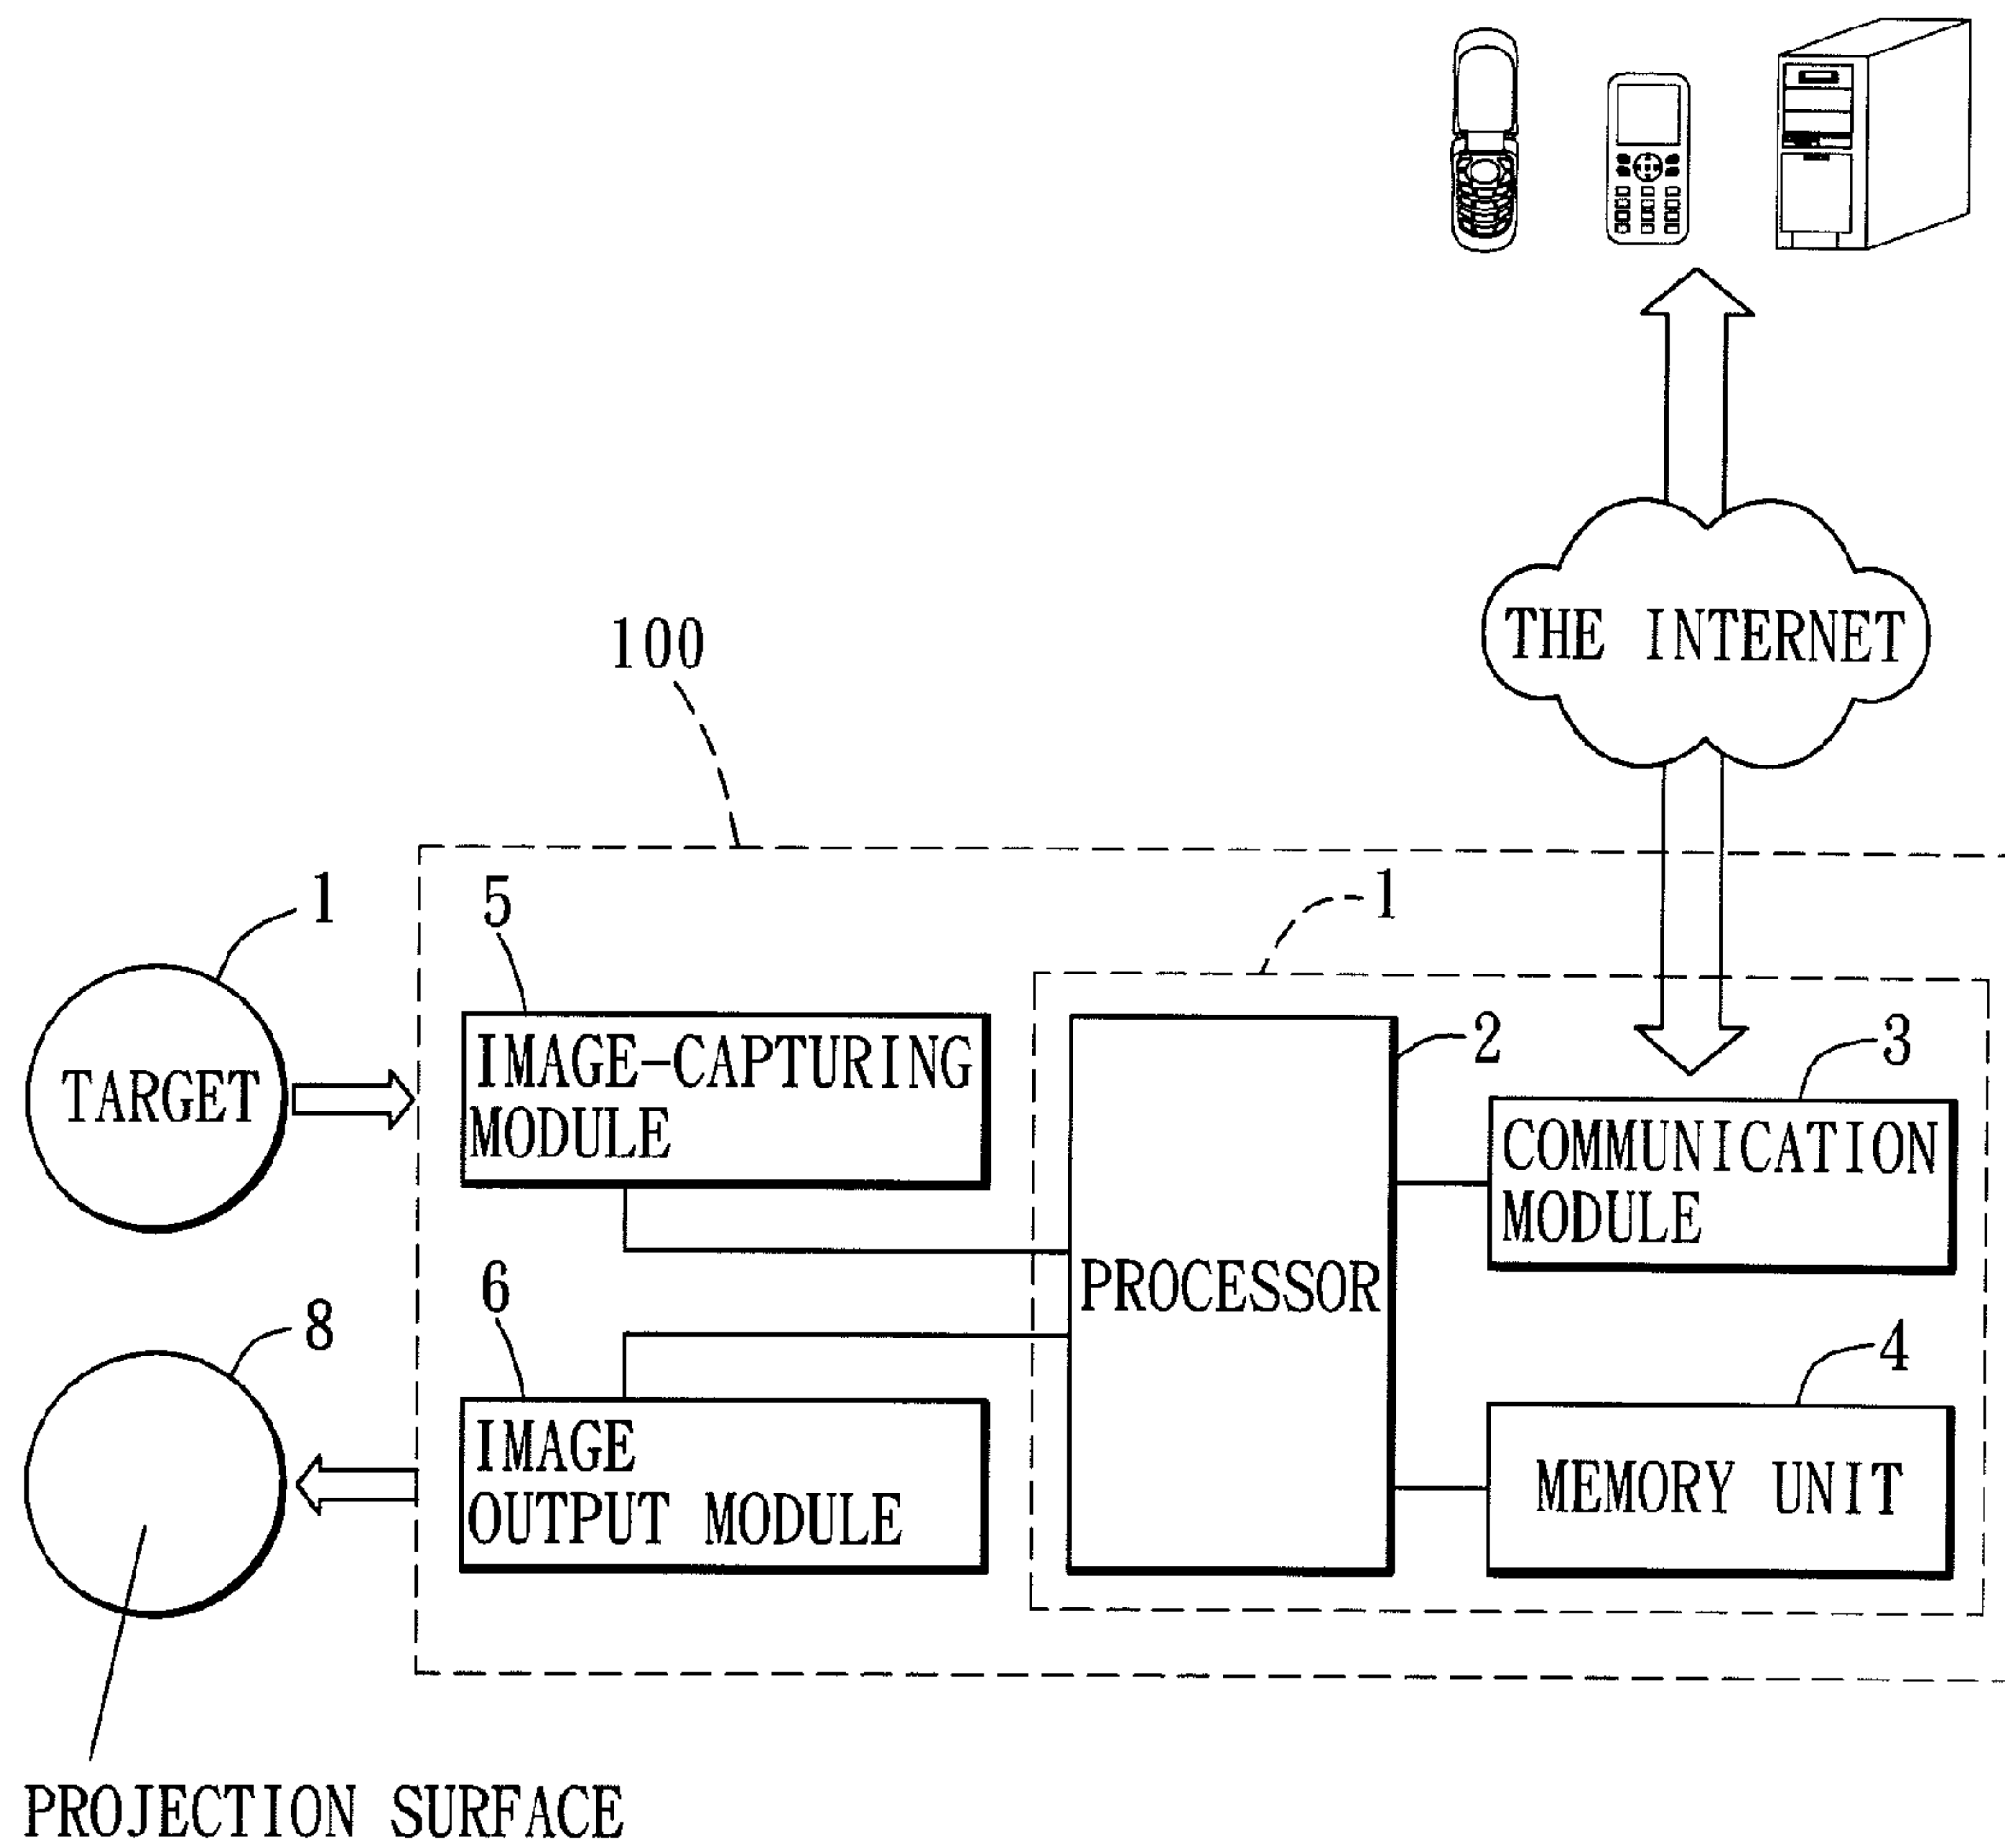 THE INTERNET
100
1
5
1
IMAGE-CAPTURING
MODULE
2
3
TARGET
COMMUNICATION
MODULE
PROCESSOR
6
8
4
IMAGE
OUTPUT MODULE
MEMORY UNIT
PROJECTION SURFACE